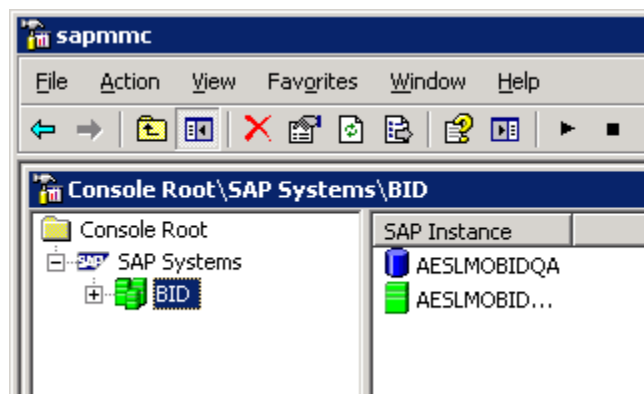 sapmmc
File Action View Favorites Window Help
Console Root\SAP Systems\BID
Console Root
SAP Instance
SAP SAP Systems
AESLMOBIDQA
BID
AESLMOBID...